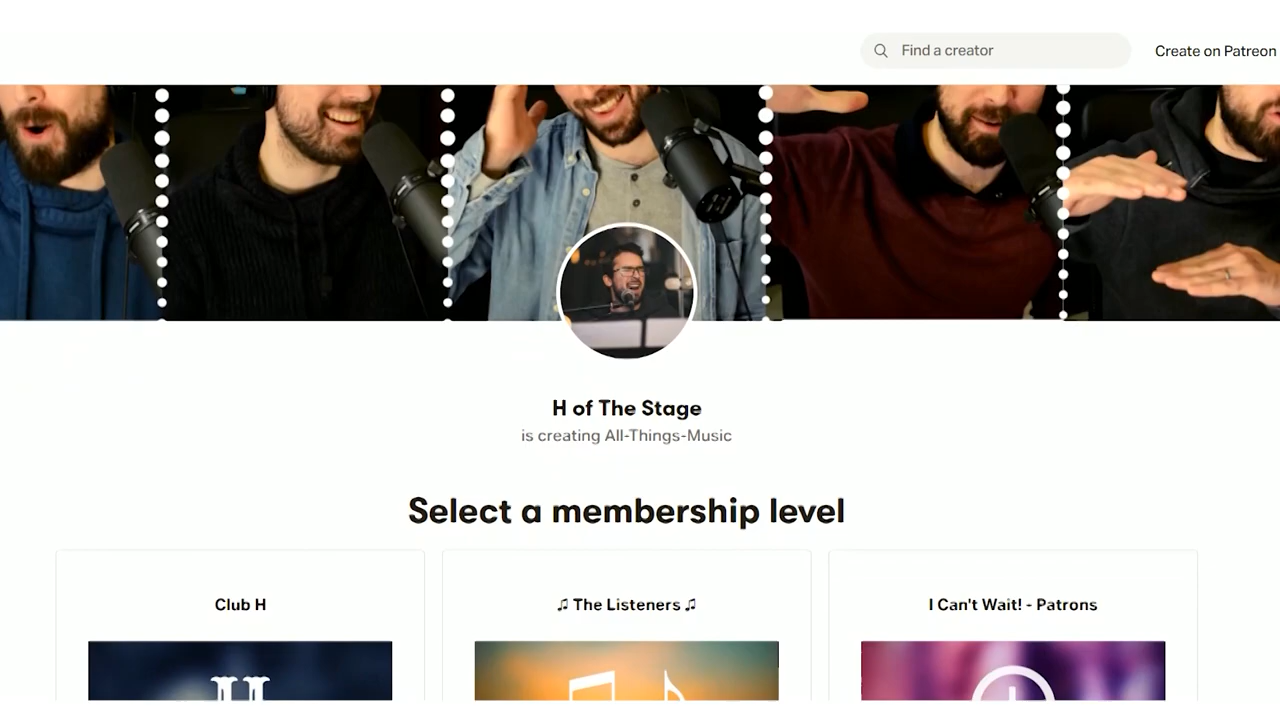 Find a creator
Create on Patreon
H of The Stage
is creating All-Things-Music
Select a membership level
Club H
♫ The Listeners ♫
I Can't Wait! - Patrons
H